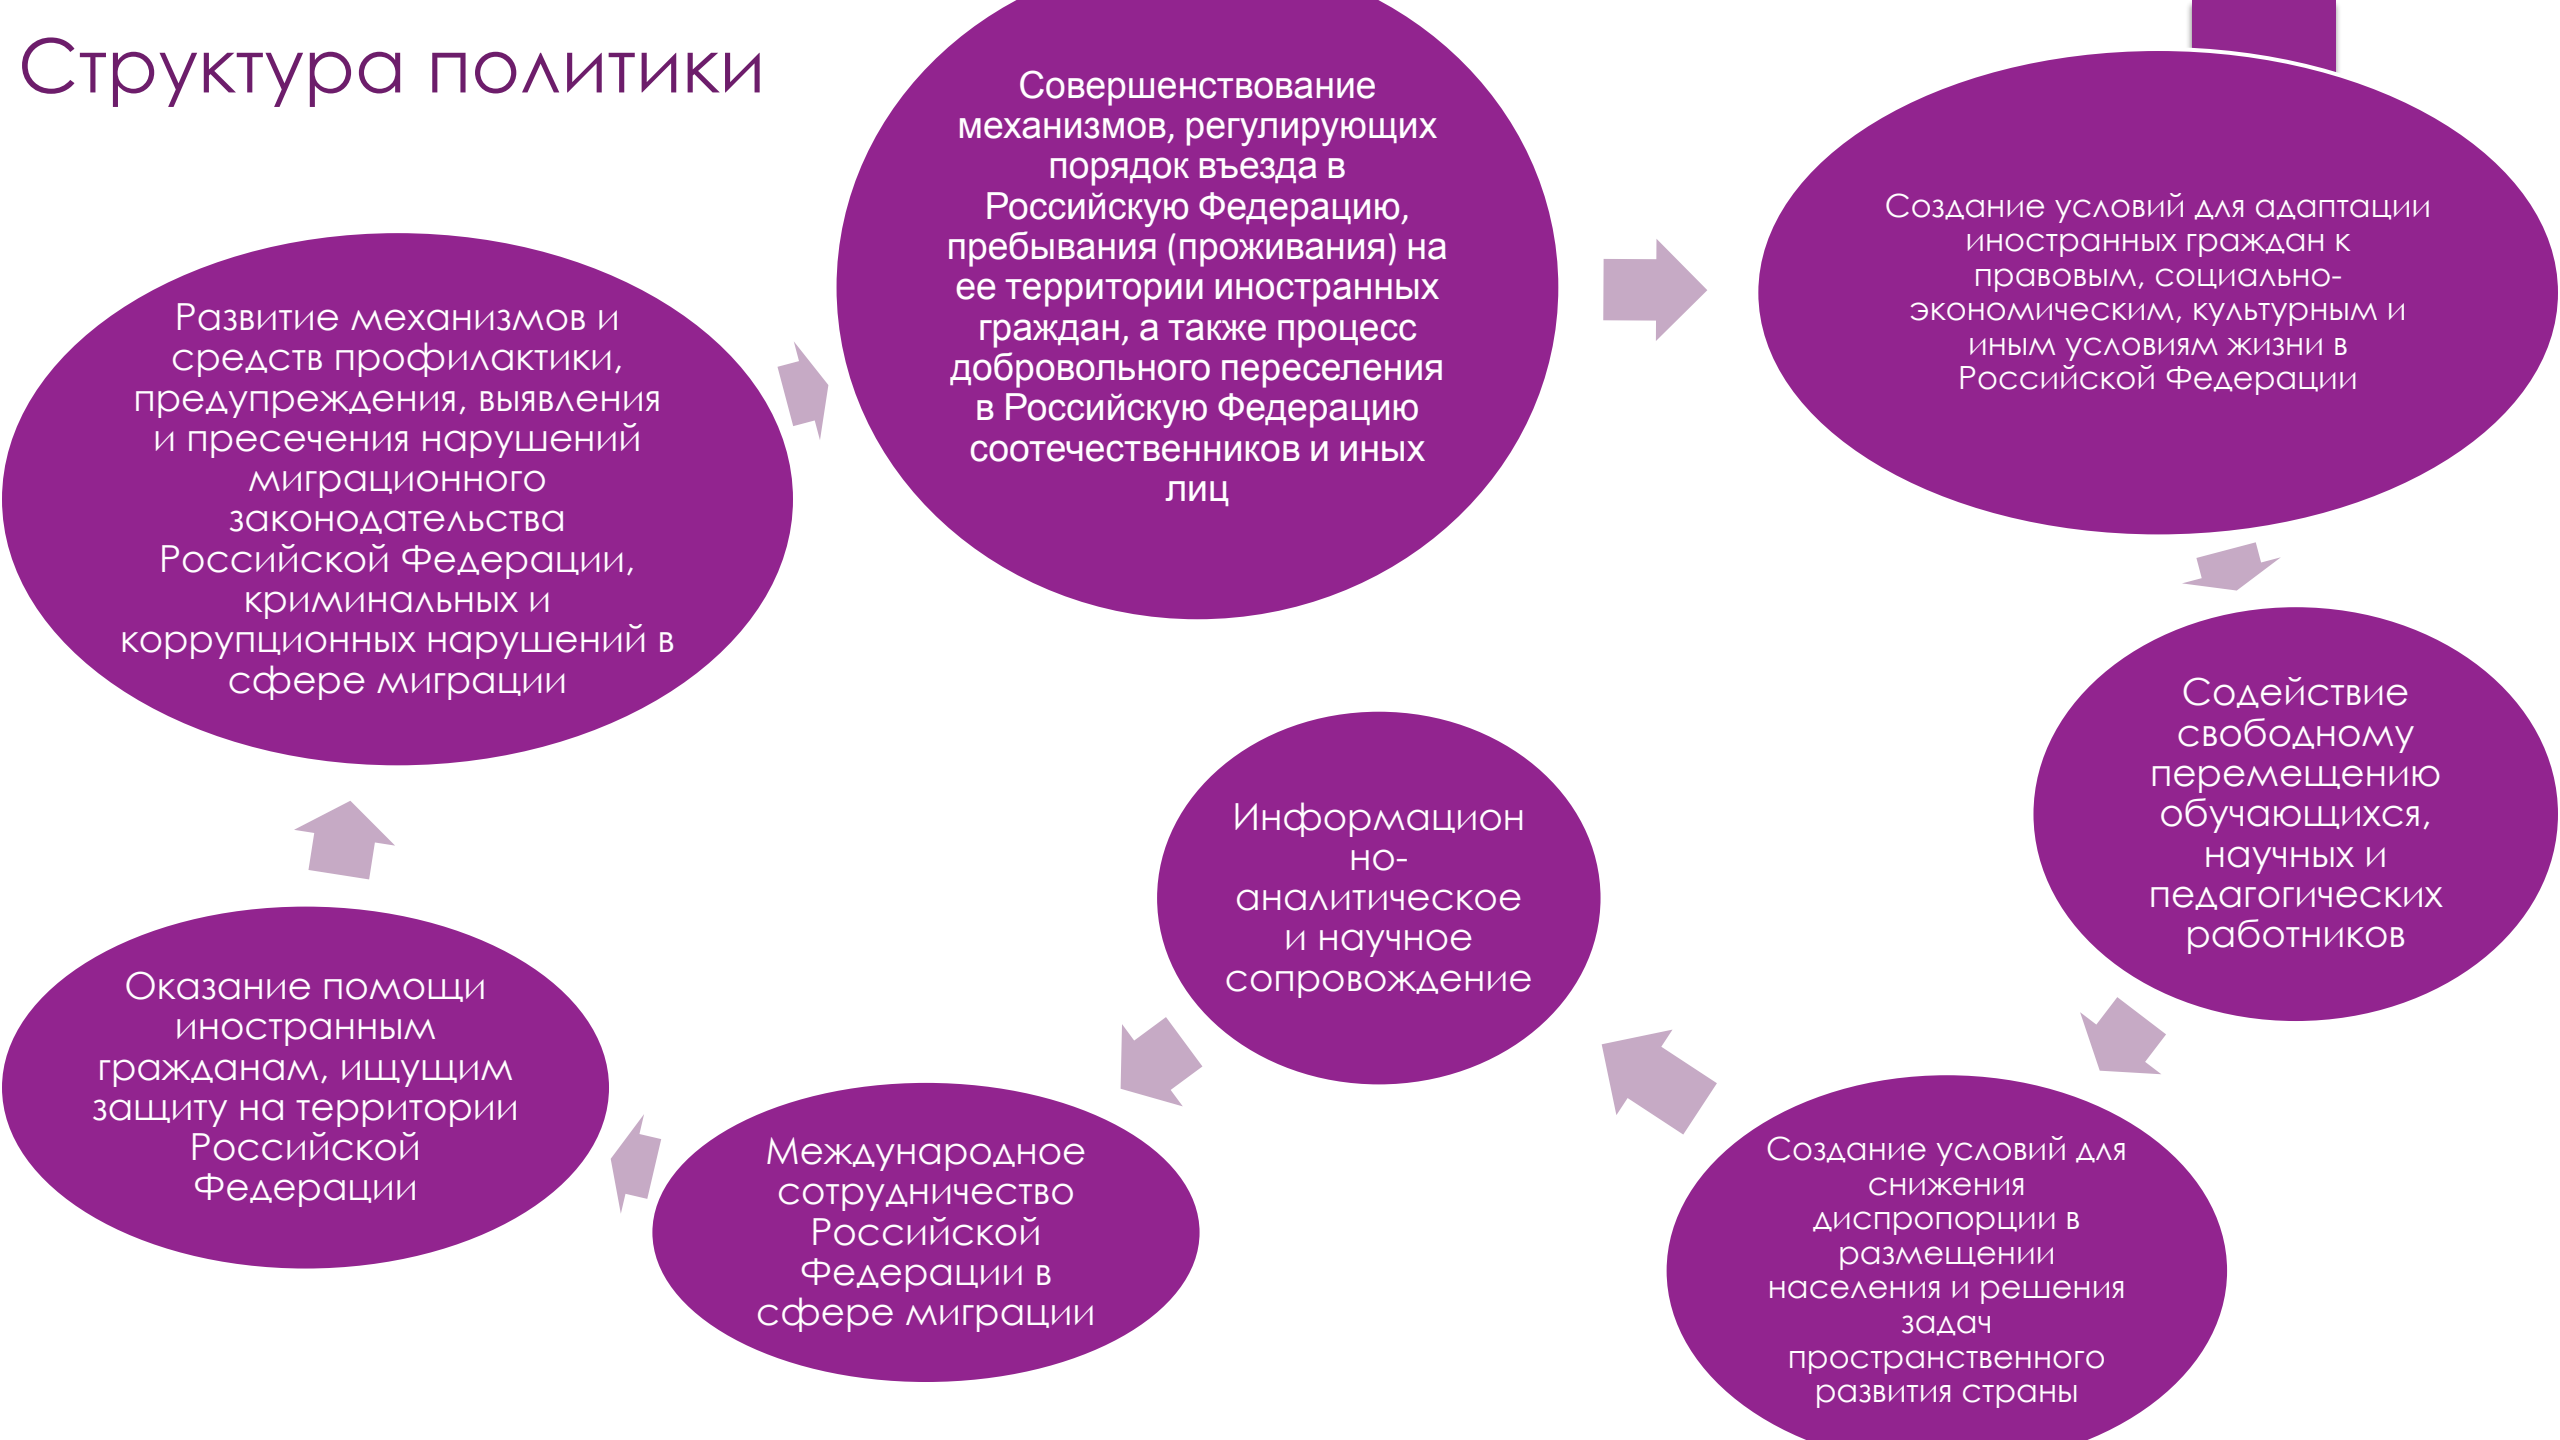 Структура политики
Совершенствование
механизмов, регулирующих
порядок въезда в
Российскую Федерацию,
пребывания (проживания) на
ее территории иностранных
граждан, а также процесс
добровольного переселения
в Российскую Федерацию
соотечественников и иных
лиц
Создание условий для адаптации
иностранных граждан к
правовым, социально-
экономическим, культурным и
иным условиям жизни в
Российской Федерации
Содействие
свободному
перемещению
обучающихся,
научных и
педагогических
работников
Создание условий для
снижения
диспропорции в
размещении
населения и решения
задач
пространственного
развития страны
Информацион
но-
аналитическое
и научное
сопровождение
Международное
сотрудничество
Российской
Федерации в
сфере миграции
Оказание помощи
иностранным
гражданам, ищущим
защиту на территории
Российской
Федерации
Развитие механизмов и
средств профилактики,
предупреждения, выявления
и пресечения нарушений
миграционного
законодательства
Российской Федерации,
криминальных и
коррупционных нарушений в
сфере миграции